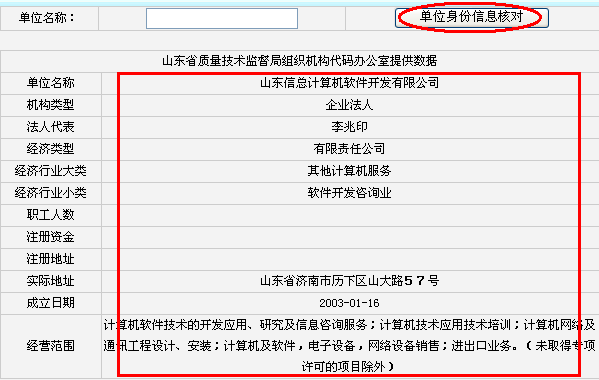 单位名称： 单位身份信息核对
山东省质量技术监督局组织机构代码办公室提供数据
单位名称 山东信总计算机软件开发有限公司
机构类型 企业法人
法人代表 李兆印
经济类型 有限责任公司
经济行业大类 其他计算机服务
经济行业小类 软件开发咨询业
职工人数
注册资金
注册地址
实际地址 山东省济南市历下区山大路５７号
成立日期 2003-01-16
经营范围 计算机软件技术的开发应用、研究及信息咨询服务；计算机技术应用技术培训；计算机网络及
通讯工程设计、安装；计算机及软件，电子设备，网络设备销售；进出口业务。（未取得专项
许可的项目除外）